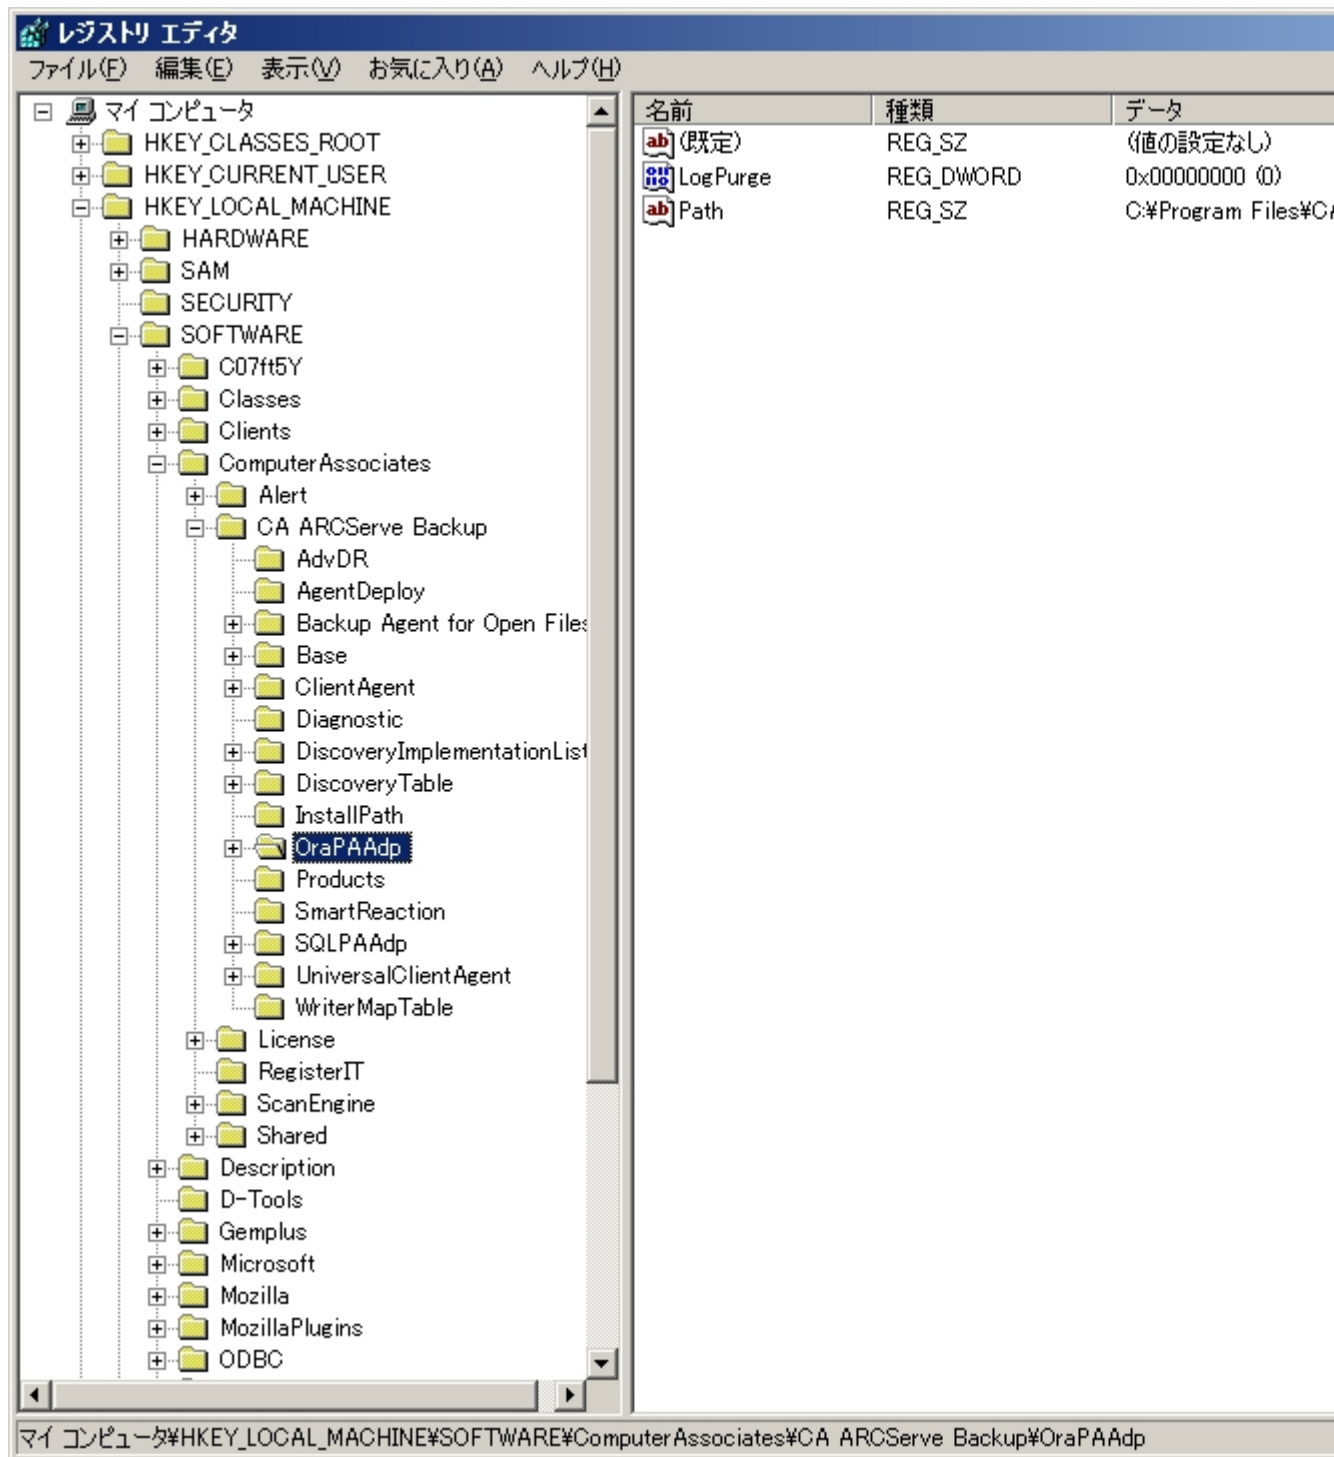 レジストリ エディタ
ファイル(F) 編集(E) 表示(V) お気に入り(A) ヘルプ(H)
マイ コンピュータ
HKEY_CLASSES_ROOT
HKEY_CURRENT_USER
HKEY_LOCAL_MACHINE
HARDWARE
SAM
SECURITY
SOFTWARE
C07ft5Y
Classes
Clients
ComputerAssociates
Alert
CA ARCServe Backup
AdvDR
AgentDeploy
Backup Agent for Open Files
Base
ClientAgent
Diagnostic
DiscoveryImplementationList
DiscoveryTable
InstallPath
OraPAAdp
Products
SmartReaction
SQLPAAdp
UniversalClientAgent
WriterMapTable
License
RegisterIT
ScanEngine
Shared
Description
D-Tools
Gemplus
Microsoft
Mozilla
MozillaPlugins
ODBC
名前 種類 データ
(既定) REG_SZ (値の設定なし)
LogPurge REG_DWORD 0x00000000 (0)
Path REG_SZ C:¥Program Files¥CA
マイ コンピュータ¥HKEY_LOCAL_MACHINE¥SOFTWARE¥ComputerAssociates¥CA ARCServe Backup¥OraPAAdp